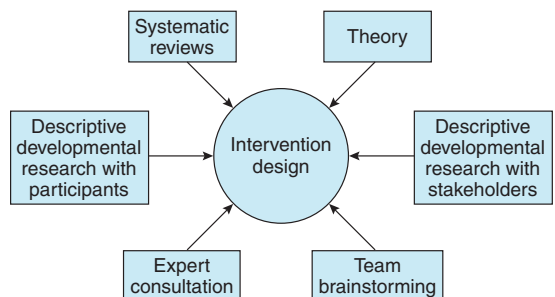 Systematic
reviews
Theory
Descriptive
developmental
research with
participants
Intervention
design
Descriptive
developmental
research with
stakeholders
Expert
consultation
Team
brainstorming